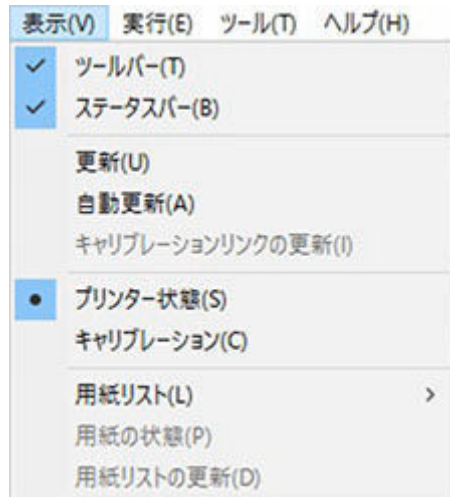 表示(V) 実行(E) ツール(T) ヘルプ(H)
ツールバー(T)
ステータスバー(B)
更新(U)
自動更新(A)
キャリブレーションリンクの更新(I)
プリンター状態(S)
キャリブレーション(C)
用紙リスト(L)
用紙の状態(P)
用紙リストの更新(D)